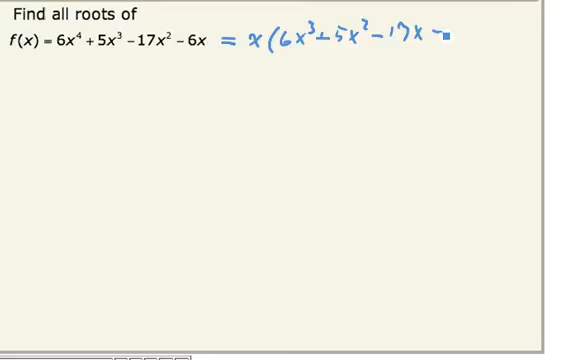 Find all roots of
f(x) = 6x⁴ + 5x³ − 17x² − 6x = x(6x³ + 5x² − 17x −